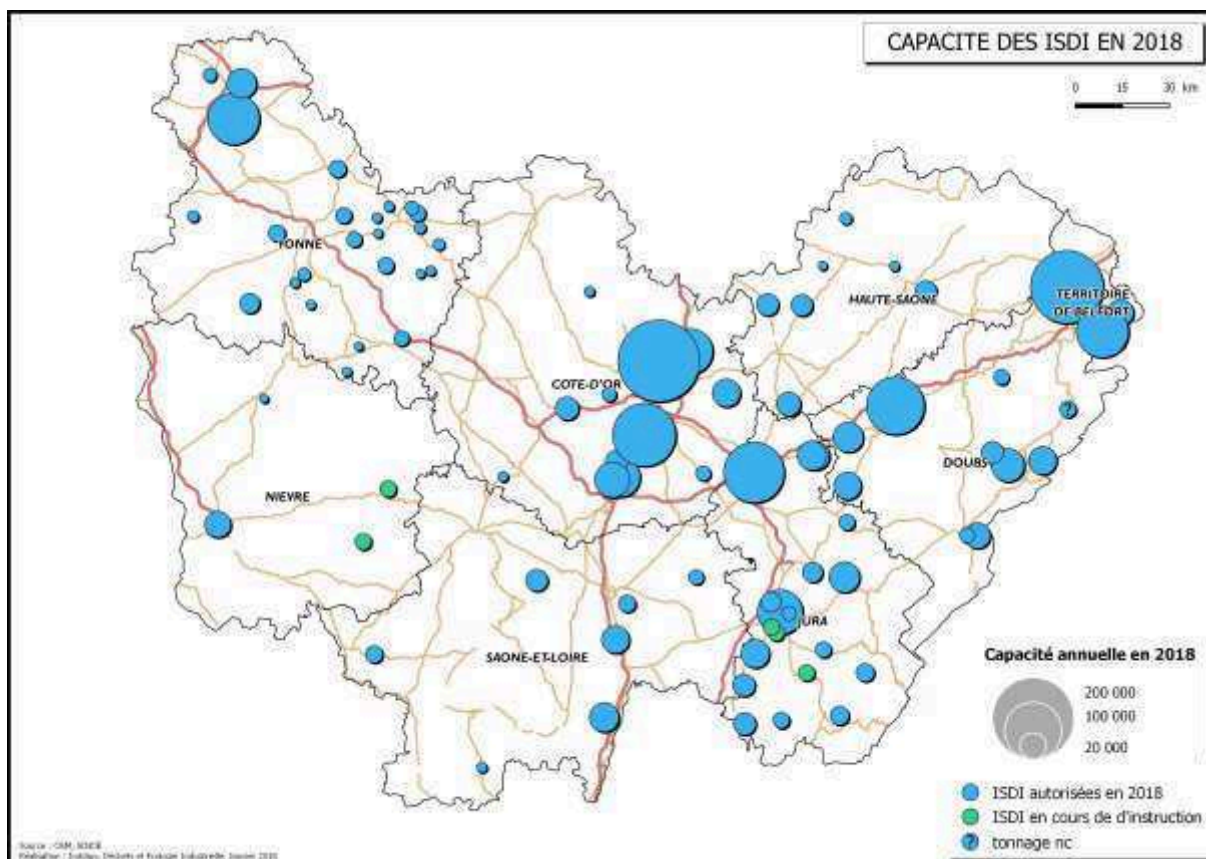 CAPACITE DES ISDI EN 2018
0 15 30 km
YONNE
HAUTE-SAONE
TERRITOIRE
DE BELFORT
COTE-D'OR
DOUBS
NIEVRE
JURA
SAONE-ET-LOIRE
Capacité annuelle en 2018
200 000
100 000
20 000
ISDI autorisées en 2018
ISDI en cours de d'instruction
? tonnage nc